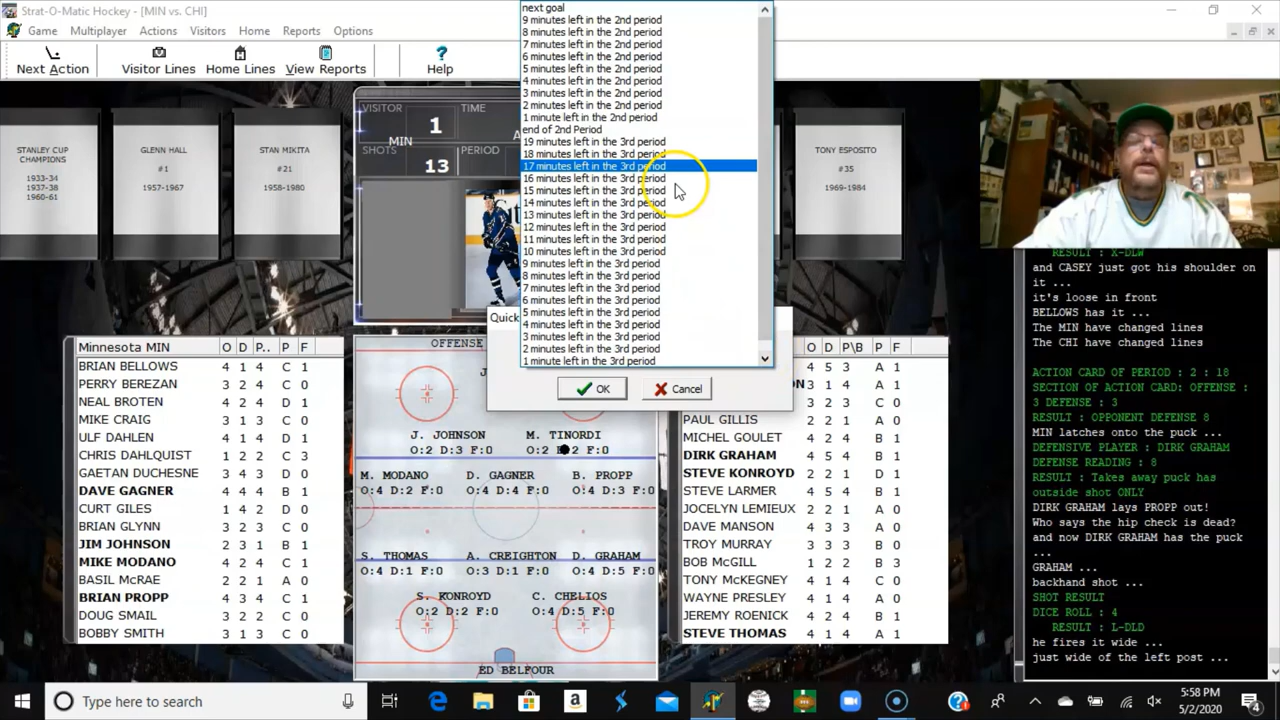 Strat-O-Matic Hockey - [MIN vs. CHI]
Game Multiplayer Actions Visitors Home Reports Options
Next Action Visitor Lines Home Lines View Reports Help
next goal
9 minutes left in the 2nd period
8 minutes left in the 2nd period
7 minutes left in the 2nd period
6 minutes left in the 2nd period
5 minutes left in the 2nd period
4 minutes left in the 2nd period
3 minutes left in the 2nd period
2 minutes left in the 2nd period
1 minute left in the 2nd period
end of 2nd Period
19 minutes left in the 3rd period
18 minutes left in the 3rd period
17 minutes left in the 3rd period
16 minutes left in the 3rd period
15 minutes left in the 3rd period
14 minutes left in the 3rd period
13 minutes left in the 3rd period
12 minutes left in the 3rd period
11 minutes left in the 3rd period
10 minutes left in the 3rd period
9 minutes left in the 3rd period
8 minutes left in the 3rd period
7 minutes left in the 3rd period
6 minutes left in the 3rd period
5 minutes left in the 3rd period
4 minutes left in the 3rd period
3 minutes left in the 3rd period
2 minutes left in the 3rd period
1 minute left in the 3rd period
Quick
OK Cancel
STANLEY CUP
CHAMPIONS
1933-34
1937-38
1960-61
GLENN HALL
#1
1957-1967
STAN MIKITA
#21
1958-1980
VISITOR TIME
MIN 1
SHOTS 13 PERIOD
TONY ESPOSITO
#35
1969-1984
Minnesota MIN O D P.. P F
BRIAN BELLOWS 4 1 4 C 1
PERRY BEREZAN 3 2 4 C 0
NEAL BROTEN 4 2 4 D 1
MIKE CRAIG 3 1 3 C 0
ULF DAHLEN 4 1 4 D 1
CHRIS DAHLQUIST 1 2 2 C 3
GAETAN DUCHESNE 3 4 3 D 0
DAVE GAGNER 4 4 4 B 1
CURT GILES 1 4 2 D 0
BRIAN GLYNN 3 2 3 C 0
JIM JOHNSON 2 3 1 B 1
MIKE MODANO 4 2 4 C 1
BASIL McRAE 2 2 1 A 0
BRIAN PROPP 4 3 4 C 1
DOUG SMAIL 3 2 3 C 0
BOBBY SMITH 3 1 3 C 0
OFFENSE
J. JOHNSON M. TINORDI
O:2 D:3 F:0 O:2 D:2 F:0
M. MODANO D. GAGNER B. PROPP
O:4 D:2 F:0 O:4 D:4 F:0 O:4 D:3 F:0
S. THOMAS A. CREIGHTON D. GRAHAM
O:4 D:1 F:0 O:3 D:1 F:0 O:4 D:5 F:0
S. KONROYD C. CHELIOS
O:2 D:2 F:0 O:4 D:5 F:0
ED BELFOUR
O D P\B P F
4 5 3 A 1
3 1 4 A 0
3 2 3 C 0
PAUL GILLIS 2 2 1 A 0
MICHEL GOULET 4 2 4 B 1
DIRK GRAHAM 4 5 4 B 1
STEVE KONROYD 2 2 1 D 1
STEVE LARMER 4 5 4 B 1
JOCELYN LEMIEUX 2 2 1 A 0
DAVE MANSON 4 3 3 A 0
TROY MURRAY 3 3 3 B 0
BOB McGILL 1 2 2 B 3
TONY McKEGNEY 4 1 4 C 0
WAYNE PRESLEY 4 1 4 A 0
JEREMY ROENICK 4 2 4 B 1
STEVE THOMAS 4 1 4 A 1
RESULT : X-DLW
and CASEY just got his shoulder on
it ...
it's loose in front
BELLOWS has it ...
The MIN have changed lines
The CHI have changed lines
ACTION CARD OF PERIOD : 2 : 18
SECTION OF ACTION CARD: OFFENSE :
3 DEFENSE : 3
RESULT : OPPONENT DEFENSE 8
MIN latches onto the puck ...
DEFENSIVE PLAYER : DIRK GRAHAM
DEFENSE READING : 8
RESULT : Takes away puck has
outside shot ONLY
DIRK GRAHAM lays PROPP out!
Who says the hip check is dead?
and now DIRK GRAHAM has the puck
...
GRAHAM ...
backhand shot ...
SHOT RESULT
DICE ROLL : 4
RESULT : L-DLD
he fires it wide ...
just wide of the left post ...
Type here to search
5:58 PM
5/2/2020
4